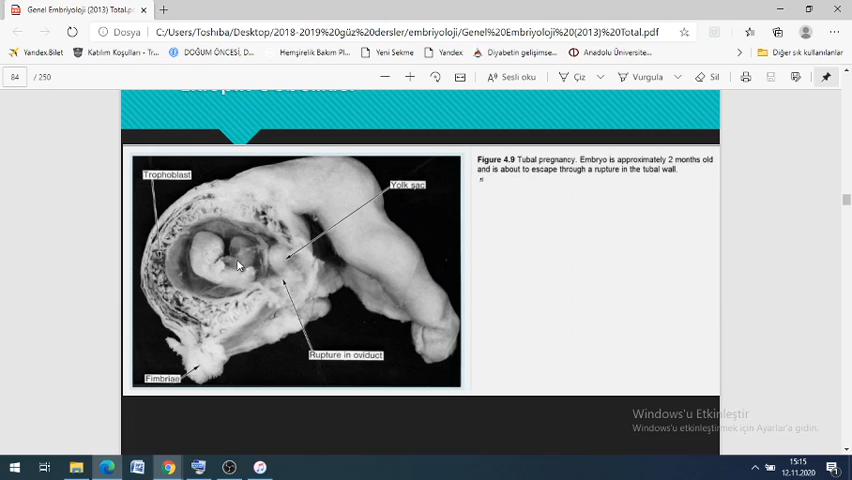 Genel Embriyoloji (2013) Total.pdf
Dosya
C:/Users/Toshıba/Desktop/2018-2019%20güz%20dersler/embriyoloji/Genel%20Embriyoloji%20(2013)%20Total.pdf
Yandex.Bilet
Katılım Koşulları - Tr...
DOĞUM ÖNCESİ, D...
Hemşirelik Bakım Pl...
Yeni Sekme
Yandex
Diyabetin gelişimse...
Anadolu Üniversite...
Diğer sık kullanılanlar
84 / 250
Sesli oku
Çiz
Vurgula
Sil
Trophoblast
Yolk sac
Rupture in oviduct
Fimbriae
Figure 4.9 Tubal pregnancy. Embryo is approximately 2 months old
and is about to escape through a rupture in the tubal wall.
Windows'u Etkinleştir
Windows'u etkinleştirmek için Ayarlar'a gidin.
15:15
12.11.2020